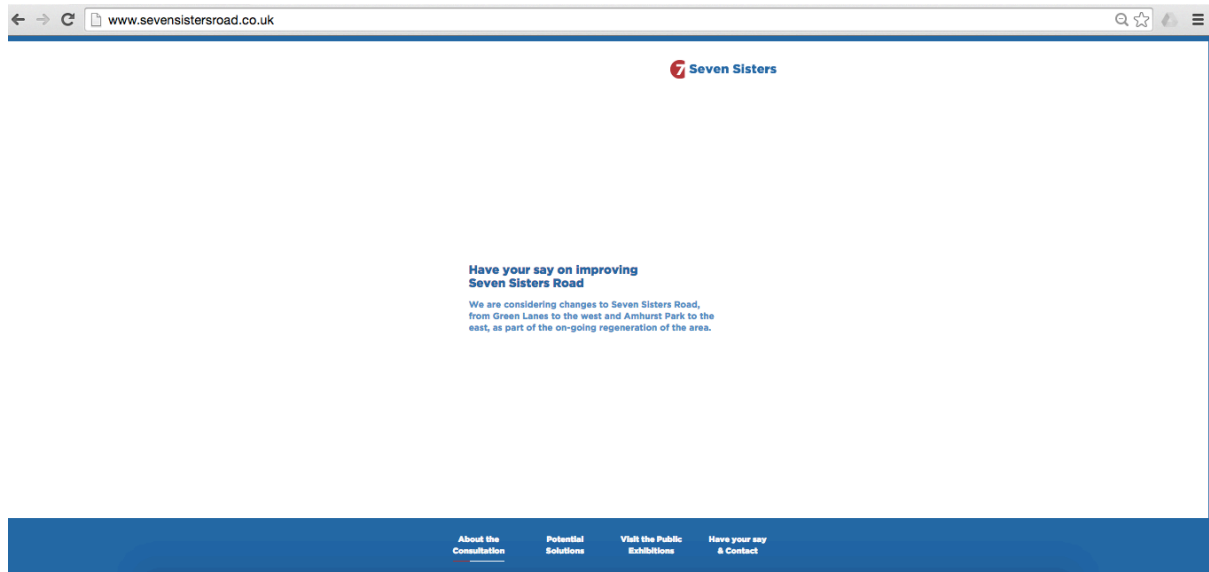 www.sevensistersroad.co.uk
7 Seven Sisters
Have your say on improving
Seven Sisters Road
We are considering changes to Seven Sisters Road,
from Green Lanes to the west and Amhurst Park to the
east, as part of the on-going regeneration of the area.
About the
Consultation
Potential
Solutions
Visit the Public
Exhibitions
Have your say
& Contact